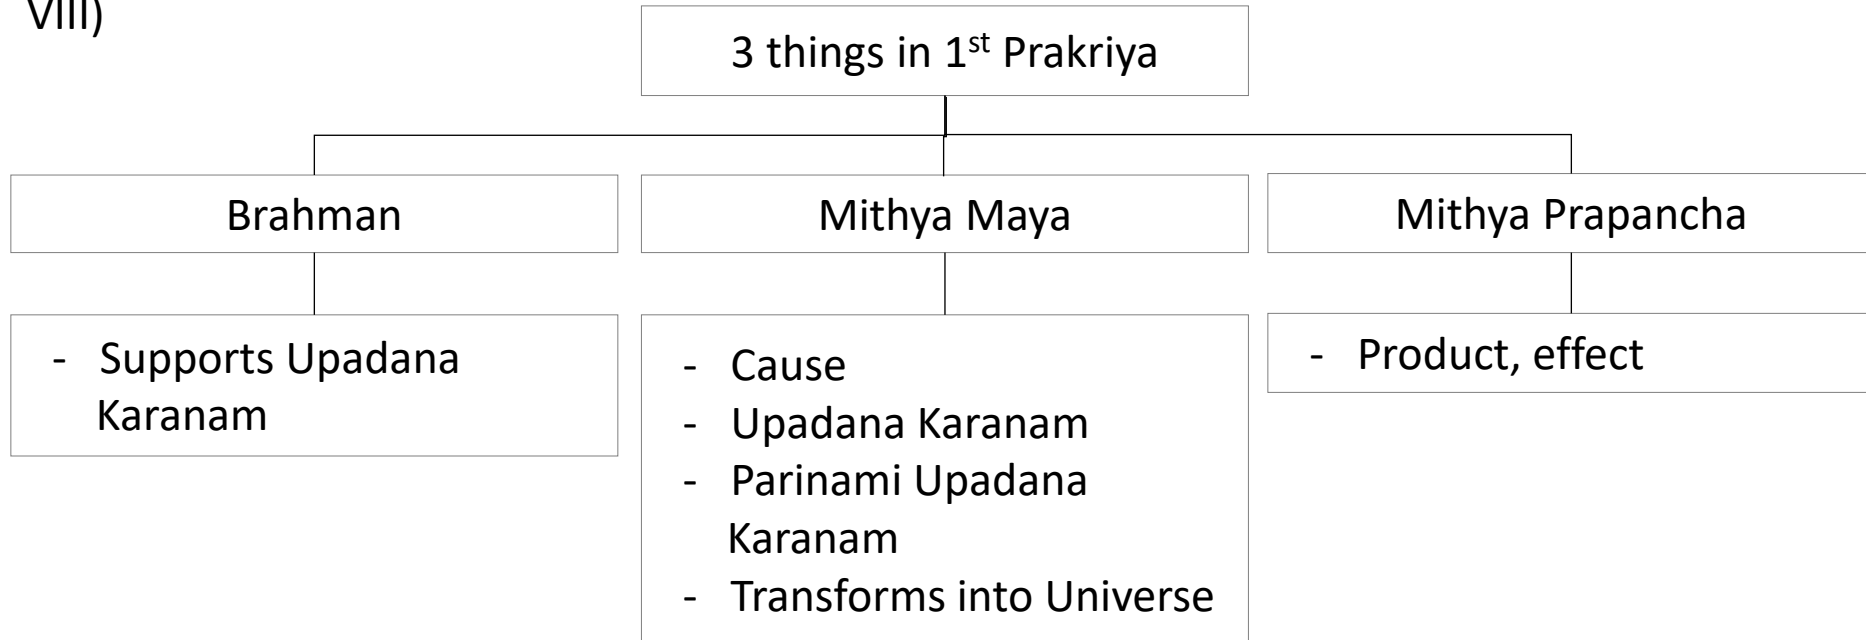 VIII)
3 things in 1st Prakriya
Brahman
Mithya Maya
Mithya Prapancha
- Supports Upadana
Karanam
- Cause
- Upadana Karanam
- Parinami Upadana
Karanam
- Transforms into Universe
- Product, effect